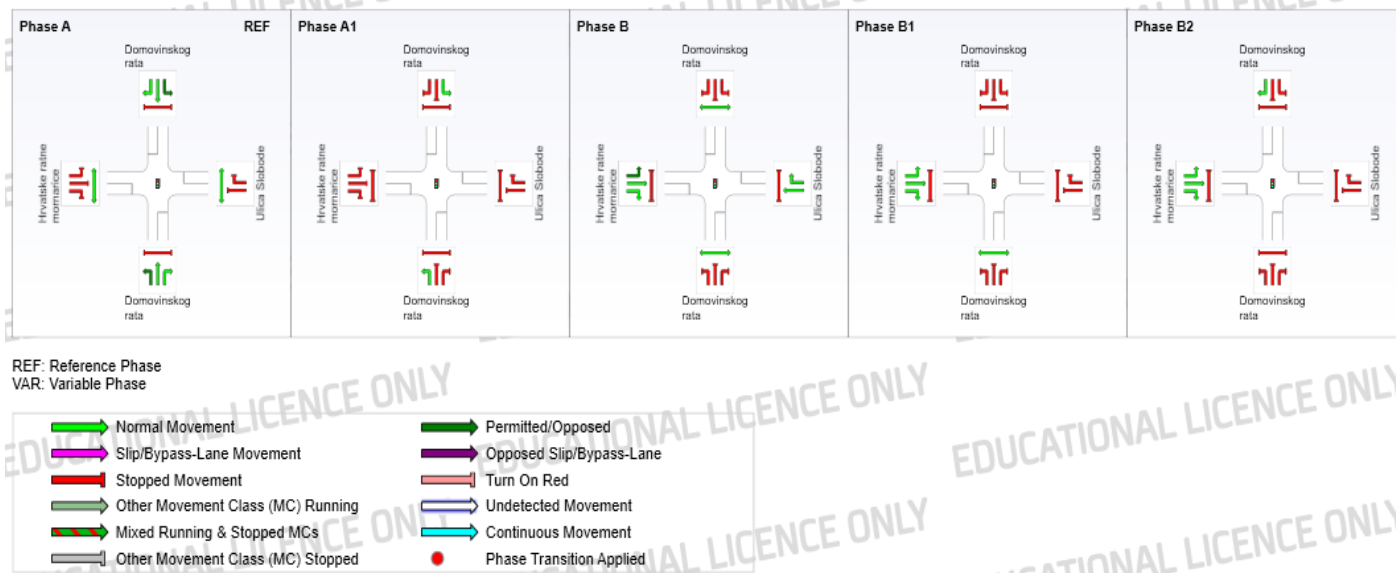 Phase A REF Phase A1 Phase B Phase B1 Phase B2
Domovinskog
rata
Domovinskog
rata
Domovinskog
rata
Domovinskog
rata
Domovinskog
rata
Hrvatske ratne
mornarice
Ulica Slobode
Hrvatske ratne
mornarice
Ulica Slobode
Hrvatske ratne
mornarice
Ulica Slobode
Hrvatske ratne
mornarice
Ulica Slobode
Hrvatske ratne
mornarice
Ulica Slobode
Domovinskog
rata
Domovinskog
rata
Domovinskog
rata
Domovinskog
rata
Domovinskog
rata
REF: Reference Phase
VAR: Variable Phase
Normal Movement Permitted/Opposed
Slip/Bypass-Lane Movement Opposed Slip/Bypass-Lane
Stopped Movement Turn On Red
Other Movement Class (MC) Running Undetected Movement
Mixed Running & Stopped MCs Continuous Movement
Other Movement Class (MC) Stopped Phase Transition Applied
EDUCATIONAL LICENCE ONLY
EDUCATIONAL LICENCE ONLY
EDUCATIONAL LICENCE ONLY